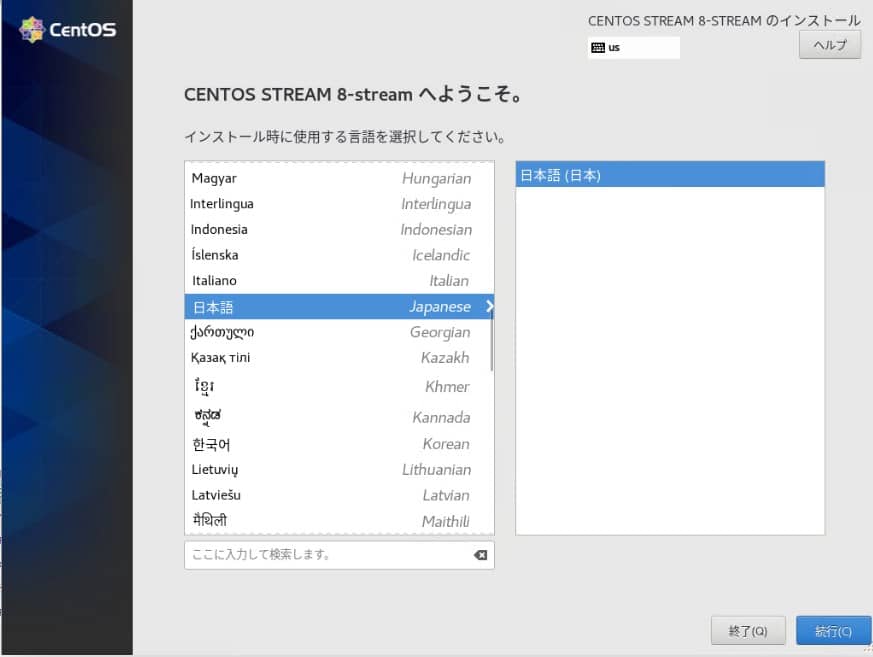 CentOS
CENTOS STREAM 8-STREAM のインストール
us
ヘルプ
CENTOS STREAM 8-stream へようこそ。
インストール時に使用する言語を選択してください。
Magyar Hungarian
Interlingua Interlingua
Indonesia Indonesian
Íslenska Icelandic
Italiano Italian
日本語 Japanese
ქართული Georgian
Қазақ тілі Kazakh
ខ្មែរ Khmer
ಕನ್ನಡ Kannada
한국어 Korean
Lietuvių Lithuanian
Latviešu Latvian
मैथिली Maithili
日本語 (日本)
ここに入力して検索します。
終了(Q)
続行(C)